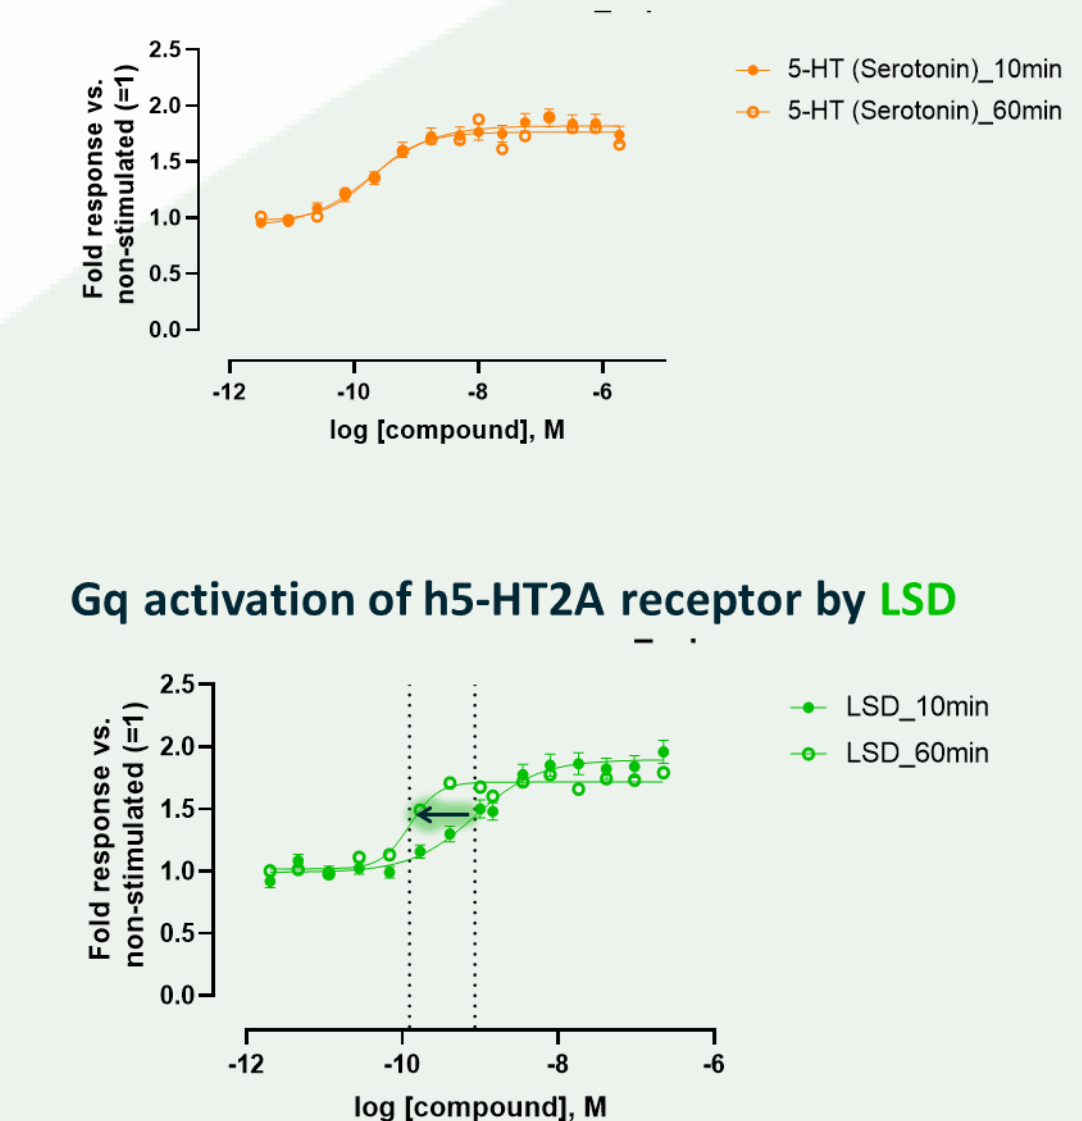 2.5
2.0
1.5
1.0
0.5
0.0
Fold response vs.
non-stimulated (=1)
-12
-10
-8
-6
log [compound], M
5-HT (Serotonin)_10min
5-HT (Serotonin)_60min
Gq activation of h5-HT2A receptor by LSD
2.5
2.0
1.5
1.0
0.5
0.0
Fold response vs.
non-stimulated (=1)
-12
-10
-8
-6
log [compound], M
LSD_10min
LSD_60min